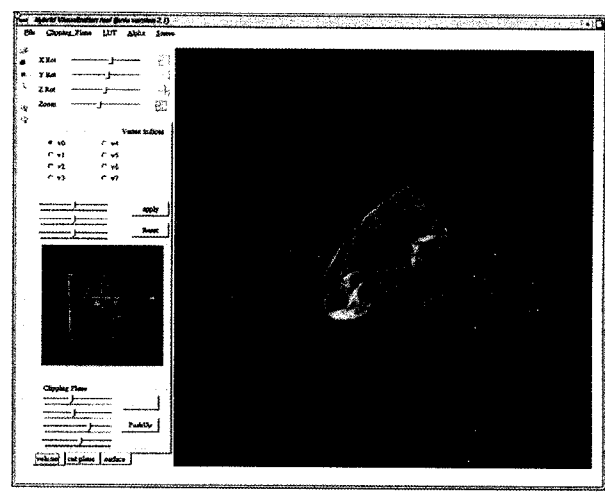 Hybrid Visualization tool (beta version 2.1)
File Clipping_Plane LUT Alpha Scene
X Rot
Y Rot
Z Rot
Zoom
Vertex Indices
v0 v4
v1 v5
v2 v6
v3 v7
apply
Reset
Clipping Plane
PushUp
volume cut plane surface